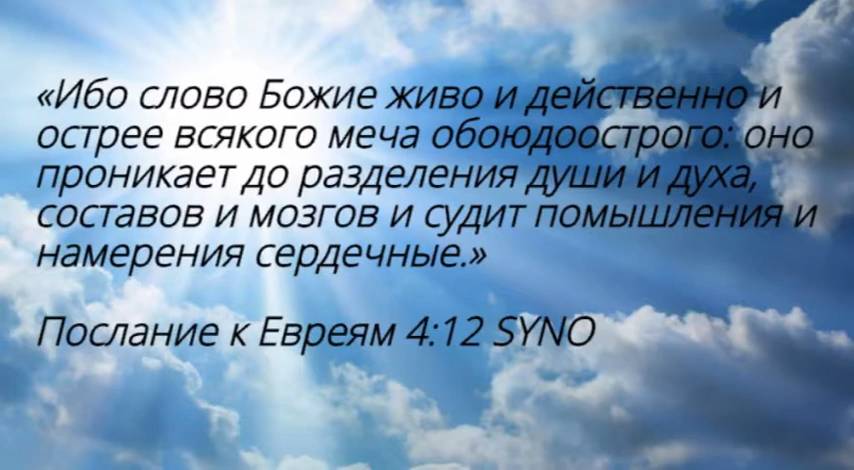 «Ибо слово Божие живо и действенно и
острее всякого меча обоюдоострого: оно
проникает до разделения души и духа,
составов и мозгов и судит помышления и
намерения сердечные.»
Послание к Евреям 4:12 SYNO